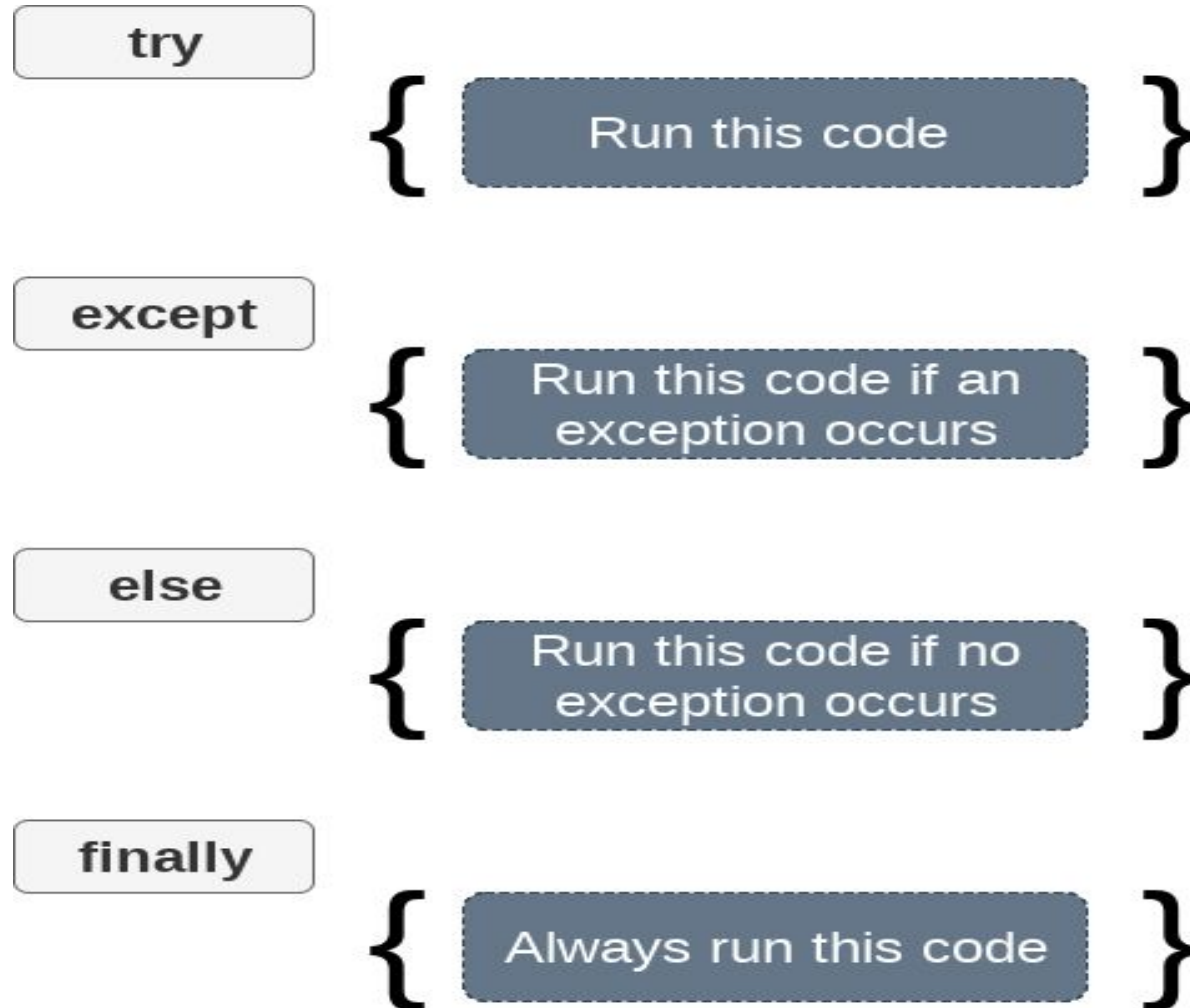 try
{ Run this code }
except
{ Run this code if an
exception occurs }
else
{ Run this code if no
exception occurs }
finally
{ Always run this code }